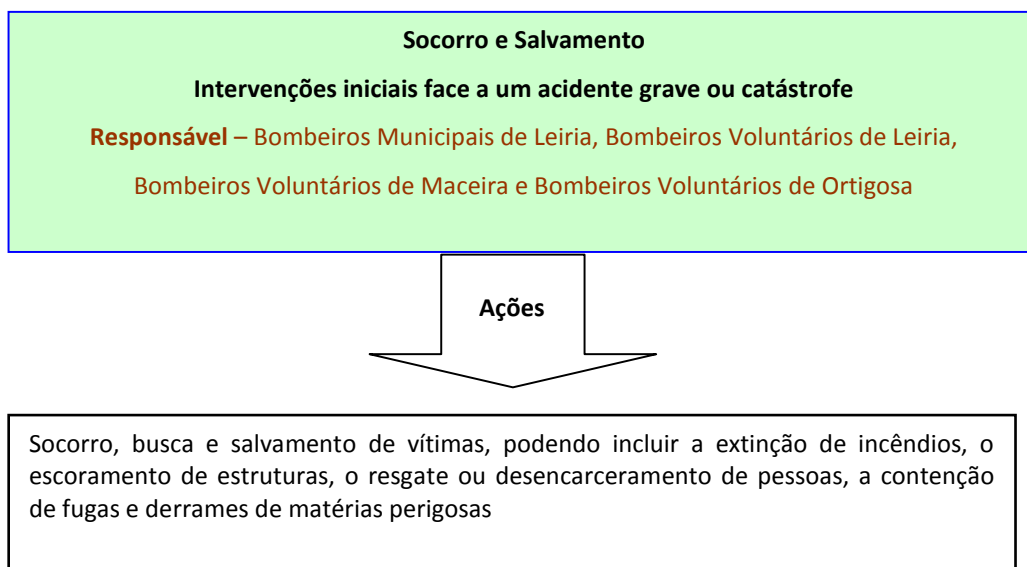 Socorro e Salvamento
Intervenções iniciais face a um acidente grave ou catástrofe
Responsável – Bombeiros Municipais de Leiria, Bombeiros Voluntários de Leiria,
Bombeiros Voluntários de Maceira e Bombeiros Voluntários de Ortigosa
Ações
Socorro, busca e salvamento de vítimas, podendo incluir a extinção de incêndios, o
escoramento de estruturas, o resgate ou desencarceramento de pessoas, a contenção
de fugas e derrames de matérias perigosas